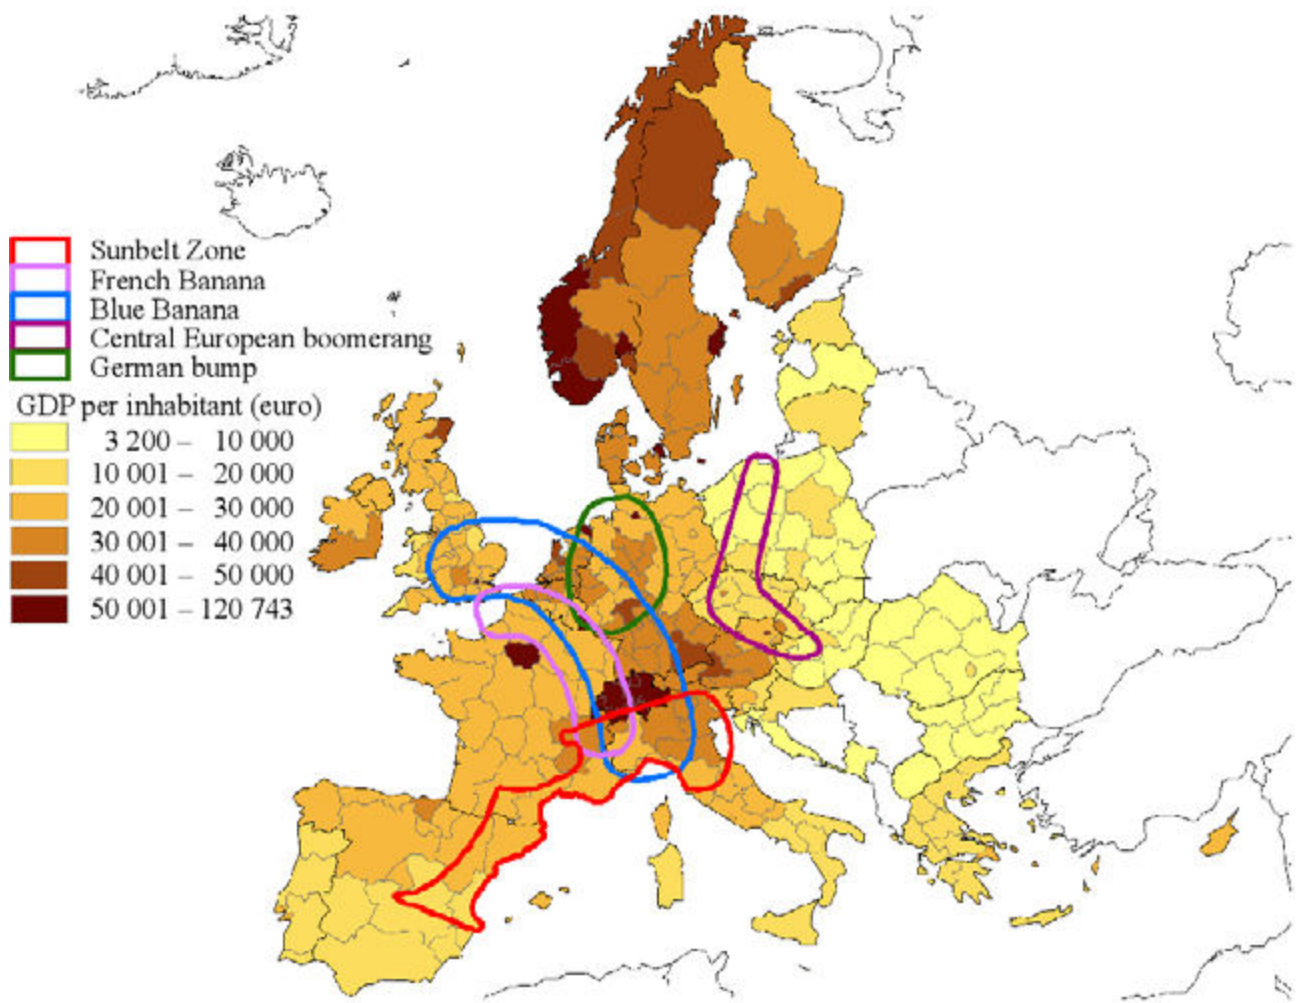 Sunbelt Zone
French Banana
Blue Banana
Central European boomerang
German bump
GDP per inhabitant (euro)
3 200 – 10 000
10 001 – 20 000
20 001 – 30 000
30 001 – 40 000
40 001 – 50 000
50 001 – 120 743